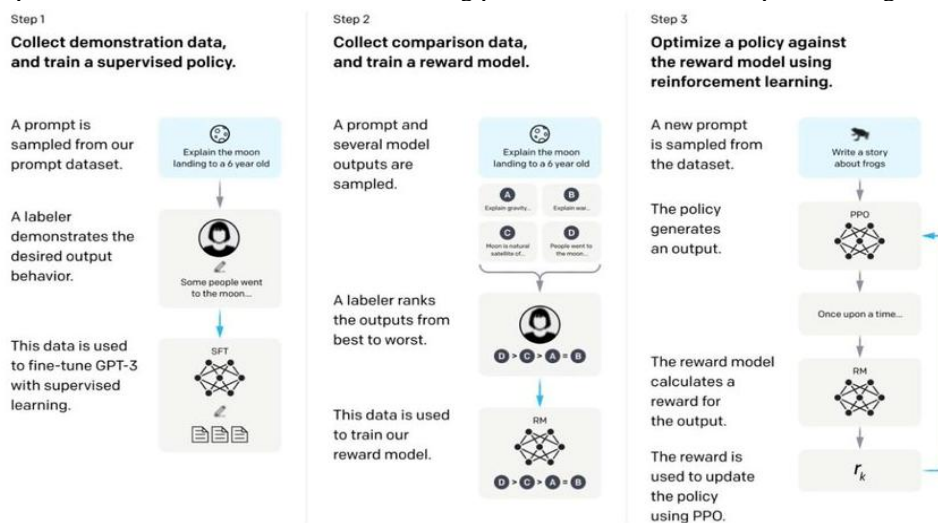 Step 1
Collect demonstration data,
and train a supervised policy.
A prompt is
sampled from our
prompt dataset.
Explain the moon
landing to a 6 year old
A labeler
demonstrates the
desired output
behavior.
Some people went
to the moon...
This data is used
to fine-tune GPT-3
with supervised
learning.
SFT
Step 2
Collect comparison data,
and train a reward model.
A prompt and
several model
outputs are
sampled.
Explain the moon
landing to a 6 year old
A
Explain gravity...
B
Explain war...
C
Moon is natural
satellite of...
D
People went to
the moon...
A labeler ranks
the outputs from
best to worst.
D > C > A = B
This data is used
to train our
reward model.
RM
D > C > A = B
Step 3
Optimize a policy against
the reward model using
reinforcement learning.
A new prompt
is sampled from
the dataset.
Write a story
about frogs
The policy
generates
an output.
PPO
Once upon a time...
The reward model
calculates a
reward for
the output.
RM
The reward is
used to update
the policy
using PPO.
rk